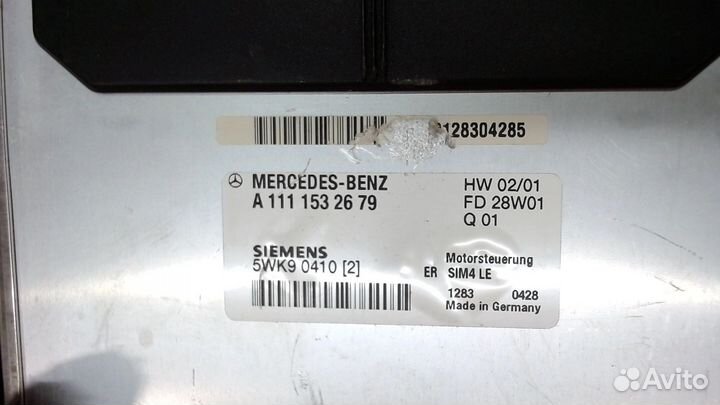 128304285
MERCEDES-BENZ
A 111 153 26 79
HW 02/01
FD 28W01
Q 01
SIEMENS
5WK9 0410 [2]
Motorsteuerung
ER SIM4 LE
1283 0428
Made in Germany
Avito